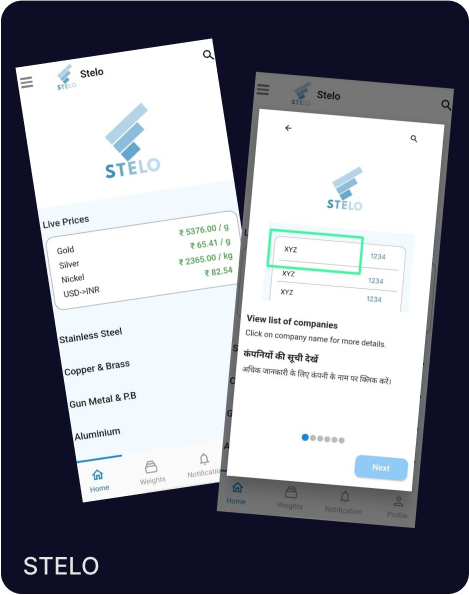 Stelo
STELO
STELO
Live Prices
Gold ₹ 5376.00 / g
Silver ₹ 65.41 / g
Nickel ₹ 2365.00 / kg
USD->INR ₹ 82.54
Stainless Steel
Copper & Brass
Gun Metal & P.B
Aluminium
Home Weights Notificatio
Stelo
STELO
STELO
XYZ 1234
XYZ 1234
XYZ 1234
View list of companies
Click on company name for more details.
कंपनियों की सूची देखें
अधिक जानकारी के लिए कंपनी के नाम पर क्लिक करें।
Next
Home Weights Notification Profile
STELO